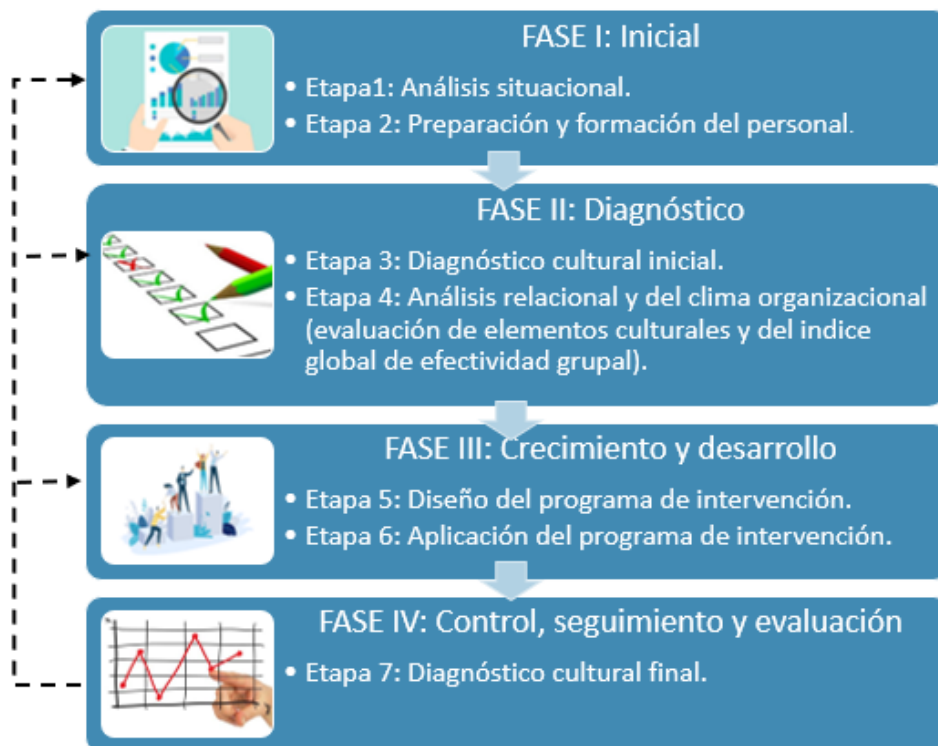 FASE I: Inicial
• Etapa1: Análisis situacional.
• Etapa 2: Preparación y formación del personal.
FASE II: Diagnóstico
• Etapa 3: Diagnóstico cultural inicial.
• Etapa 4: Análisis relacional y del clima organizacional
(evaluación de elementos culturales y del indice
global de efectividad grupal).
FASE III: Crecimiento y desarrollo
• Etapa 5: Diseño del programa de intervención.
• Etapa 6: Aplicación del programa de intervención.
FASE IV: Control, seguimiento y evaluación
• Etapa 7: Diagnóstico cultural final.